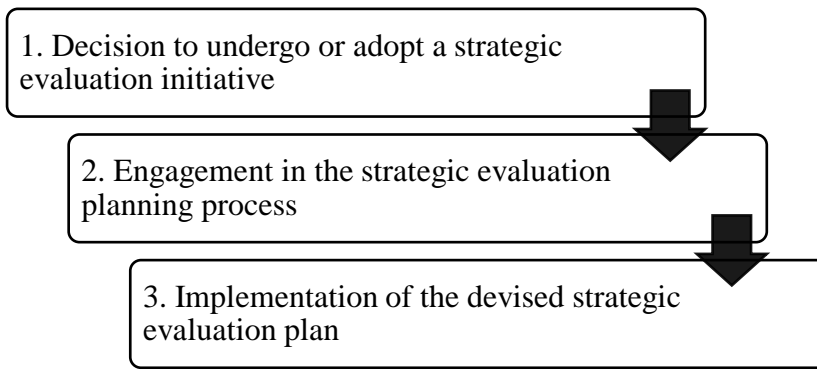 1. Decision to undergo or adopt a strategic
evaluation initiative
2. Engagement in the strategic evaluation
planning process
3. Implementation of the devised strategic
evaluation plan